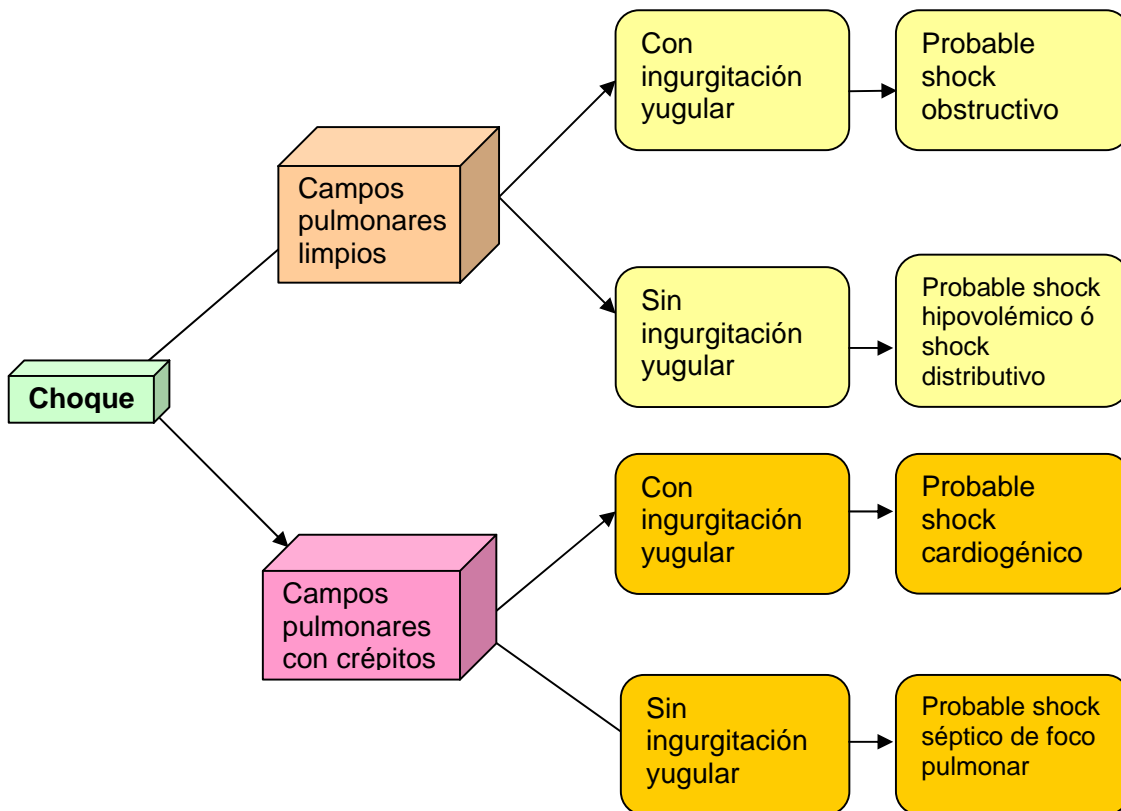 Con
ingurgitación
yugular
Probable
shock
obstructivo
Campos
pulmonares
limpios
Sin
ingurgitación
yugular
Probable shock
hipovolémico ó
shock
distributivo
Choque
Con
ingurgitación
yugular
Probable
shock
cardiogénico
Campos
pulmonares
con crépitos
Sin
ingurgitación
yugular
Probable shock
séptico de foco
pulmonar